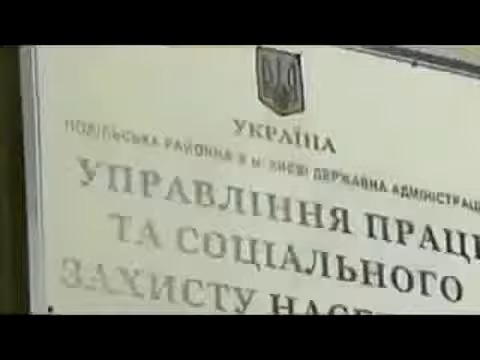 УКРАЇНА
ПОДІЛЬСЬКА РАЙОННА В М. КИЄВІ ДЕРЖАВНА АДМІНІСТРАЦ
УПРАВЛІННЯ ПРАЦ
ТА СОЦІАЛЬНОГО
ЗАХИСТУ НАСЕ